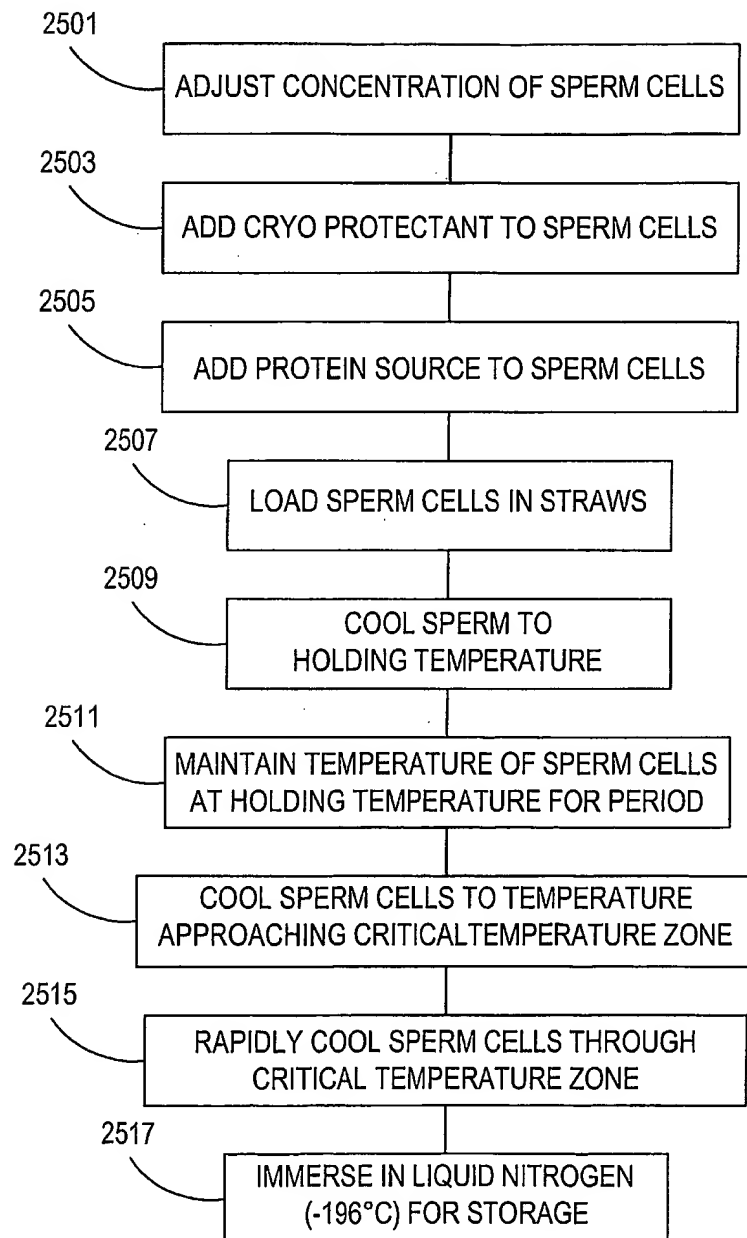 2501
ADJUST CONCENTRATION OF SPERM CELLS
2503
ADD CRYO PROTECTANT TO SPERM CELLS
2505
ADD PROTEIN SOURCE TO SPERM CELLS
2507
LOAD SPERM CELLS IN STRAWS
2509
COOL SPERM TO
HOLDING TEMPERATURE
2511
MAINTAIN TEMPERATURE OF SPERM CELLS
AT HOLDING TEMPERATURE FOR PERIOD
2513
COOL SPERM CELLS TO TEMPERATURE
APPROACHING CRITICALTEMPERATURE ZONE
2515
RAPIDLY COOL SPERM CELLS THROUGH
CRITICAL TEMPERATURE ZONE
2517
IMMERSE IN LIQUID NITROGEN
(-196°C) FOR STORAGE